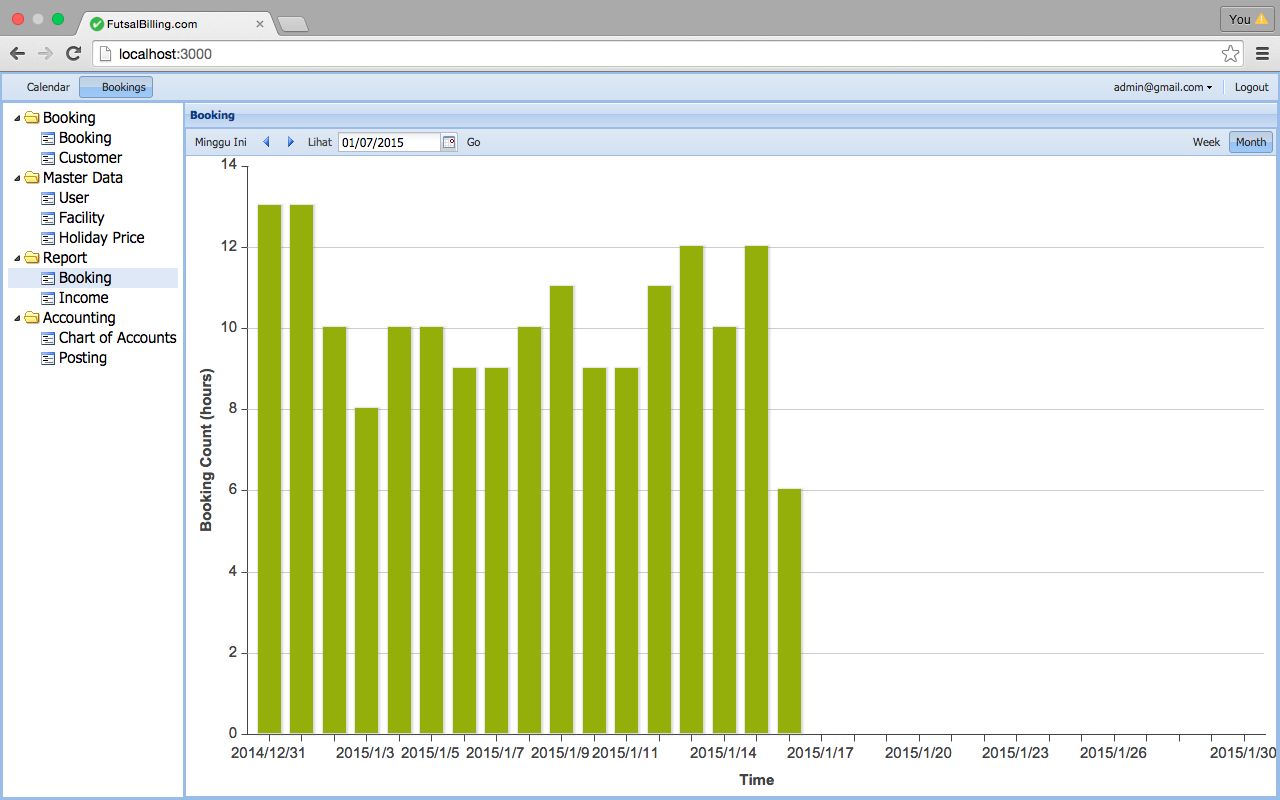 FutsalBilling.com
You
localhost:3000
Calendar Bookings admin@gmail.com Logout
Booking
Booking
Customer
Master Data
User
Facility
Holiday Price
Report
Booking
Income
Accounting
Chart of Accounts
Posting
Booking
Minggu Ini Lihat 01/07/2015 Go Week Month
14
12
10
8
6
4
2
0
Booking Count (hours)
2014/12/31 2015/1/3 2015/1/5 2015/1/7 2015/1/9 2015/1/11 2015/1/14 2015/1/17 2015/1/20 2015/1/23 2015/1/26 2015/1/30
Time